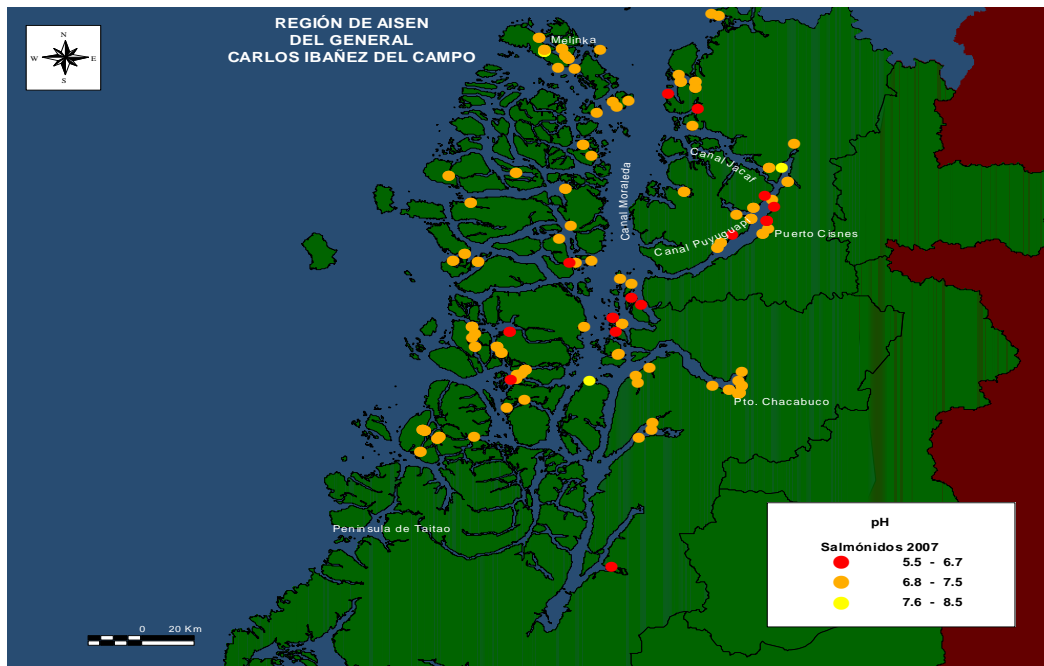 REGIÓN DE AISEN
DEL GENERAL
CARLOS IBAÑEZ DEL CAMPO
N
W E
S
Melinka
Canal Jacaf
Canal Moraleda
Canal Puyuguapi
Puerto Cisnes
Pto. Chacabuco
Peninsula de Taitao
pH
Salmónidos 2007
5.5 - 6.7
6.8 - 7.5
7.6 - 8.5
0 20 Km